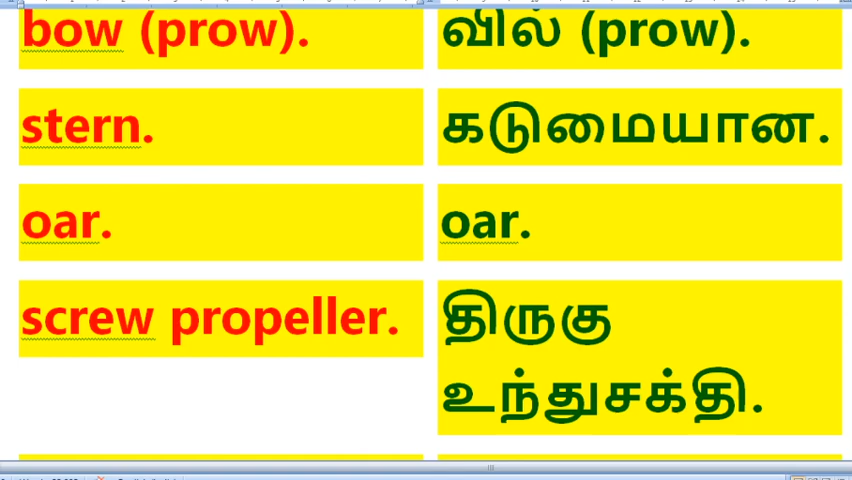 bow (prow).
வில் (prow).
stern.
கடுமையான.
oar.
oar.
screw propeller.
திருகு
உந்துசக்தி.